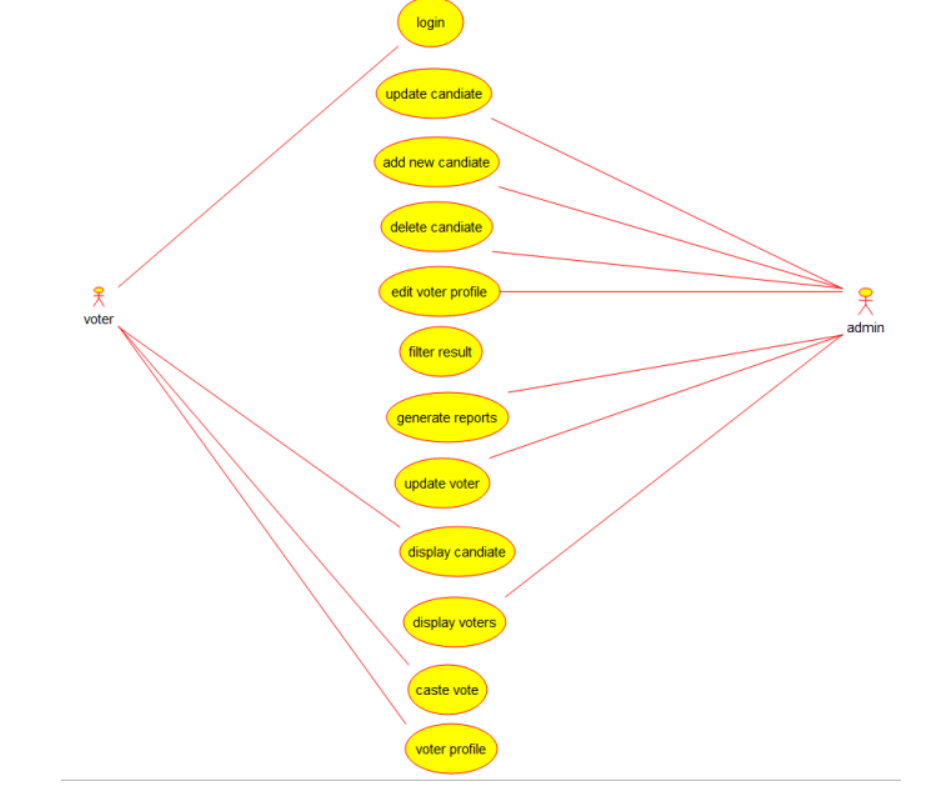 login
update candiate
add new candiate
delete candiate
edit voter profile
voter
admin
filter result
generate reports
update voter
display candiate
display voters
caste vote
voter profile